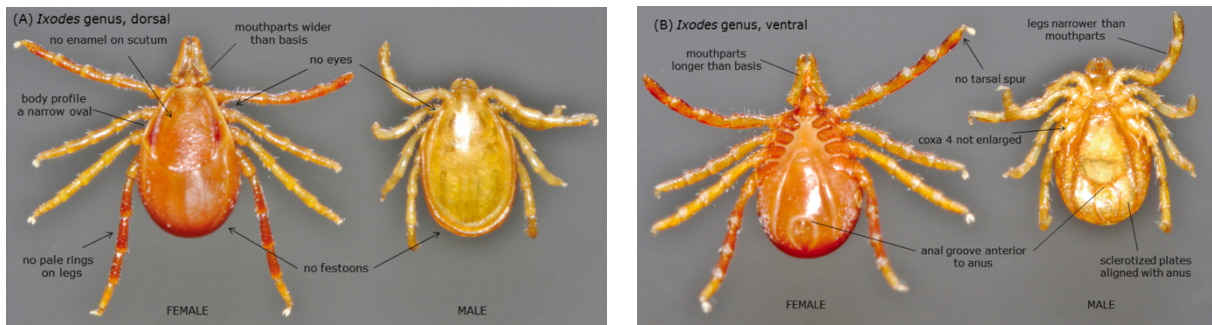 (A) Ixodes genus, dorsal
no enamel on scutum
mouthparts wider
than basis
no eyes
body profile
a narrow oval
no pale rings
on legs
no festoons
FEMALE
MALE
(B) Ixodes genus, ventral
mouthparts
longer than basis
legs narrower than
mouthparts
no tarsal spur
coxa 4 not enlarged
anal groove anterior
to anus
sclerotized plates
aligned with anus
FEMALE
MALE